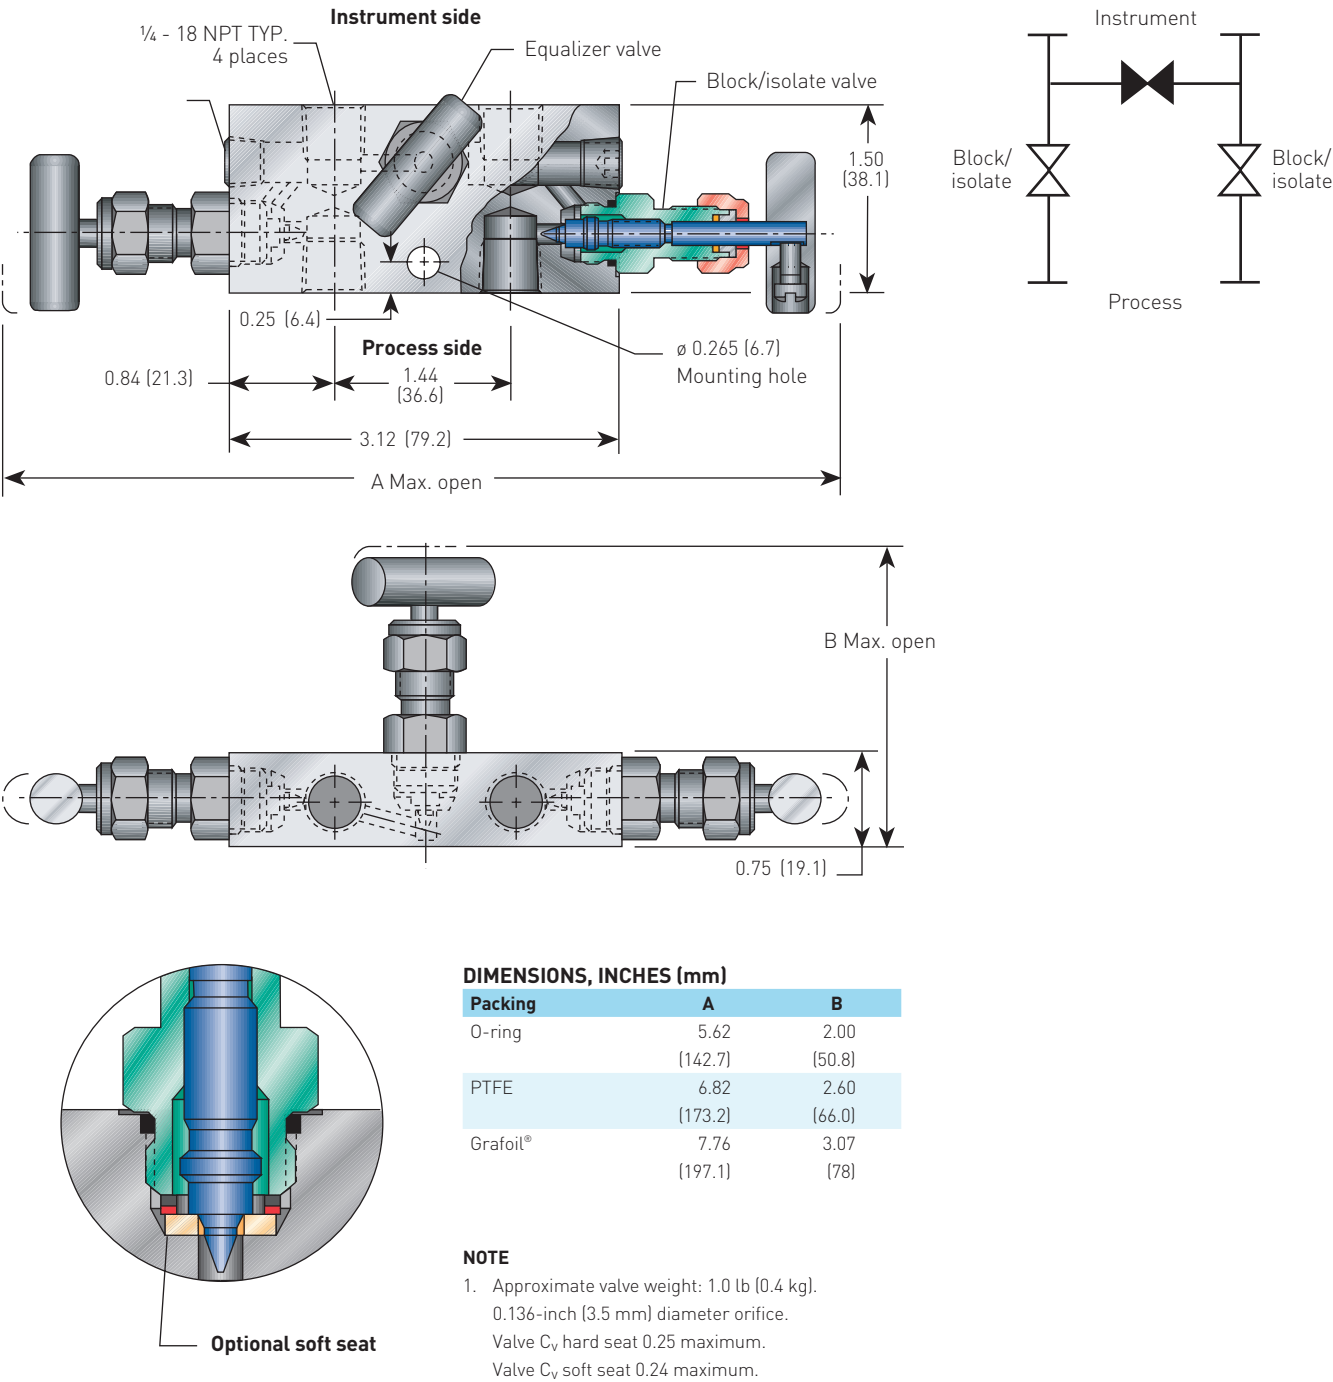 Instrument side
¼ - 18 NPT TYP.
4 places
Equalizer valve
Block/isolate valve
1.50
(38.1)
0.25 (6.4)
Process side
ø 0.265 (6.7)
Mounting hole
0.84 (21.3)
1.44
(36.6)
3.12 (79.2)
A Max. open
Instrument
Block/
isolate
Block/
isolate
Process
B Max. open
0.75 (19.1)
Optional soft seat
DIMENSIONS, INCHES (mm)
Packing A B
O-ring 5.62 2.00
(142.7) (50.8)
PTFE 6.82 2.60
(173.2) (66.0)
Grafoil® 7.76 3.07
(197.1) (78)
NOTE
1. Approximate valve weight: 1.0 lb (0.4 kg).
0.136-inch (3.5 mm) diameter orifice.
Valve Cv hard seat 0.25 maximum.
Valve Cv soft seat 0.24 maximum.